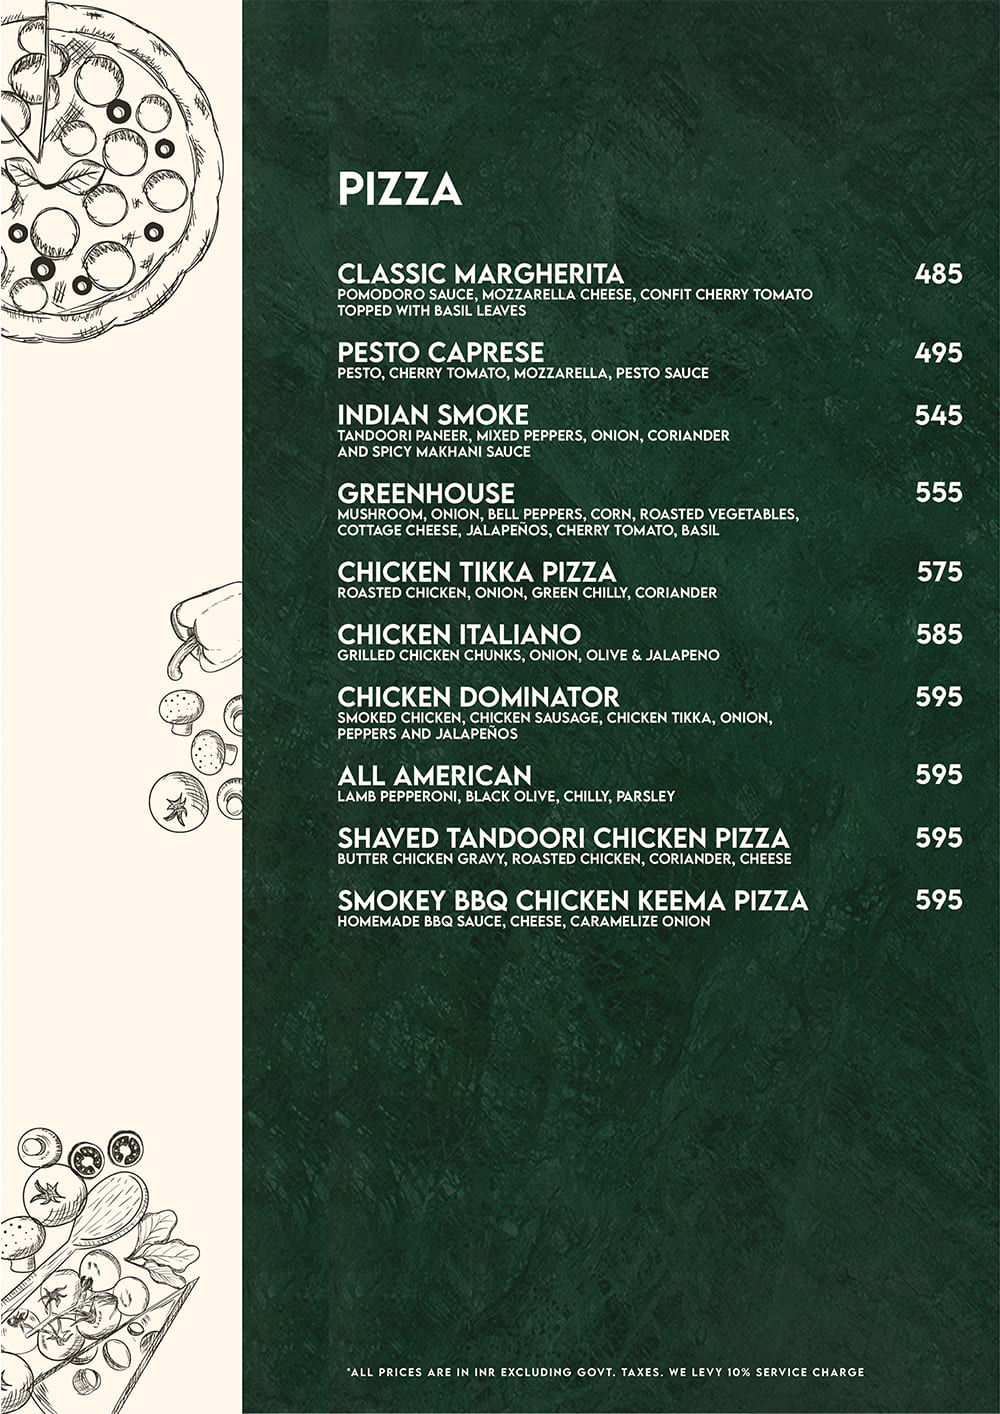 PIZZA
CLASSIC MARGHERITA 485
POMODORO SAUCE, MOZZARELLA CHEESE, CONFIT CHERRY TOMATO
TOPPED WITH BASIL LEAVES
PESTO CAPRESE 495
PESTO, CHERRY TOMATO, MOZZARELLA, PESTO SAUCE
INDIAN SMOKE 545
TANDOORI PANEER, MIXED PEPPERS, ONION, CORIANDER
AND SPICY MAKHANI SAUCE
GREENHOUSE 555
MUSHROOM, ONION, BELL PEPPERS, CORN, ROASTED VEGETABLES,
COTTAGE CHEESE, JALAPEÑOS, CHERRY TOMATO, BASIL
CHICKEN TIKKA PIZZA 575
ROASTED CHICKEN, ONION, GREEN CHILLY, CORIANDER
CHICKEN ITALIANO 585
GRILLED CHICKEN CHUNKS, ONION, OLIVE & JALAPENO
CHICKEN DOMINATOR 595
SMOKED CHICKEN, CHICKEN SAUSAGE, CHICKEN TIKKA, ONION,
PEPPERS AND JALAPEÑOS
ALL AMERICAN 595
LAMB PEPPERONI, BLACK OLIVE, CHILLY, PARSLEY
SHAVED TANDOORI CHICKEN PIZZA 595
BUTTER CHICKEN GRAVY, ROASTED CHICKEN, CORIANDER, CHEESE
SMOKEY BBQ CHICKEN KEEMA PIZZA 595
HOMEMADE BBQ SAUCE, CHEESE, CARAMELIZE ONION
*ALL PRICES ARE IN INR EXCLUDING GOVT. TAXES. WE LEVY 10% SERVICE CHARGE